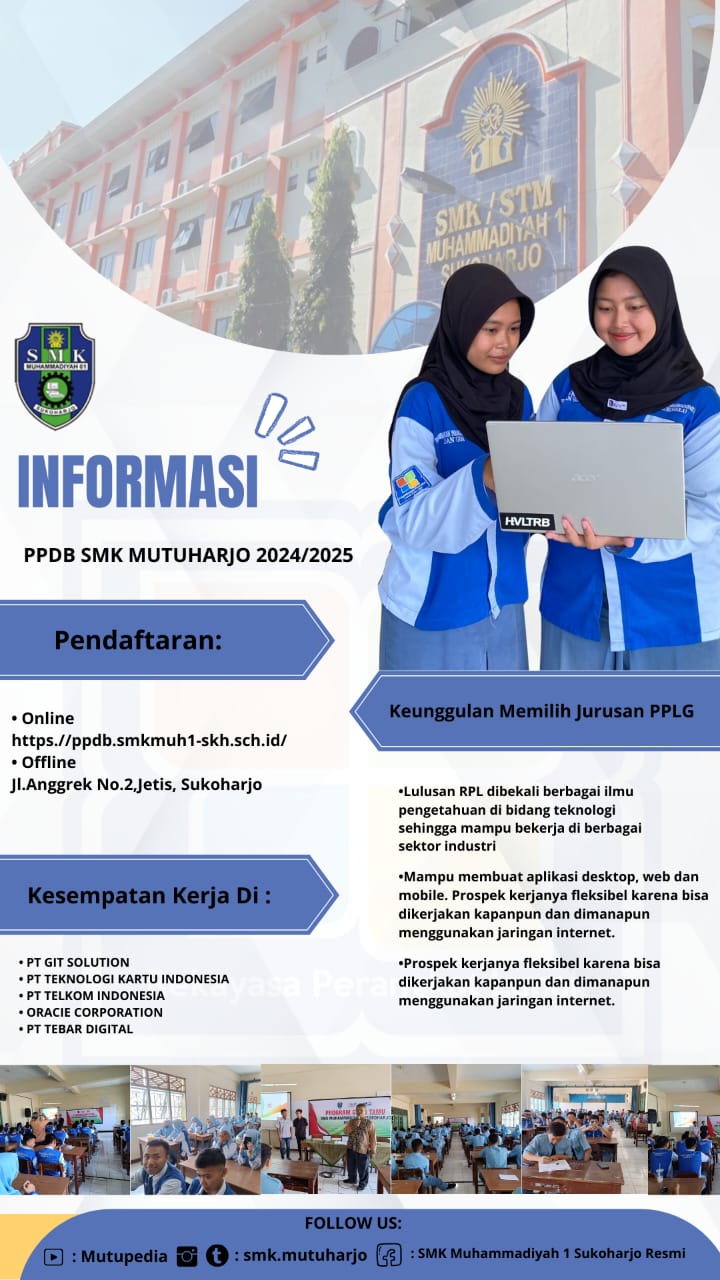 SMK / STM
MUHAMMADIYAH 1
SUKOHARJO
SMK
MUHAMMADIYAH 01
SUKOHARJO
INFORMASI
PPDB SMK MUTUHARJO 2024/2025
acer
HVLTRB
Pendaftaran:
• Online
https.//ppdb.smkmuh1-skh.sch.id/
• Offline
Jl.Anggrek No.2,Jetis, Sukoharjo
Kesempatan Kerja Di :
• PT GIT SOLUTION
• PT TEKNOLOGI KARTU INDONESIA
• PT TELKOM INDONESIA
• ORACIE CORPORATION
• PT TEBAR DIGITAL
Keunggulan Memilih Jurusan PPLG
•Lulusan RPL dibekali berbagai ilmu
pengetahuan di bidang teknologi
sehingga mampu bekerja di berbagai
sektor industri
•Mampu membuat aplikasi desktop, web dan
mobile. Prospek kerjanya fleksibel karena bisa
dikerjakan kapanpun dan dimanapun
menggunakan jaringan internet.
•Prospek kerjanya fleksibel karena bisa
dikerjakan kapanpun dan dimanapun
menggunakan jaringan internet.
PROGRAM GURU TAMU
FOLLOW US:
: Mutupedia
: smk.mutuharjo
: SMK Muhammadiyah 1 Sukoharjo Resmi